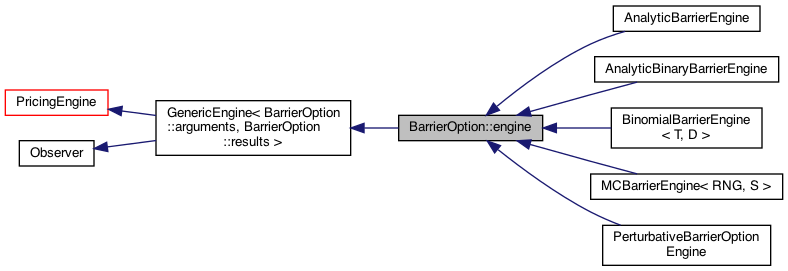 PricingEngine
Observer
GenericEngine< BarrierOption
::arguments, BarrierOption
::results >
BarrierOption::engine
AnalyticBarrierEngine
AnalyticBinaryBarrierEngine
BinomialBarrierEngine
< T, D >
MCBarrierEngine< RNG, S >
PerturbativeBarrierOption
Engine